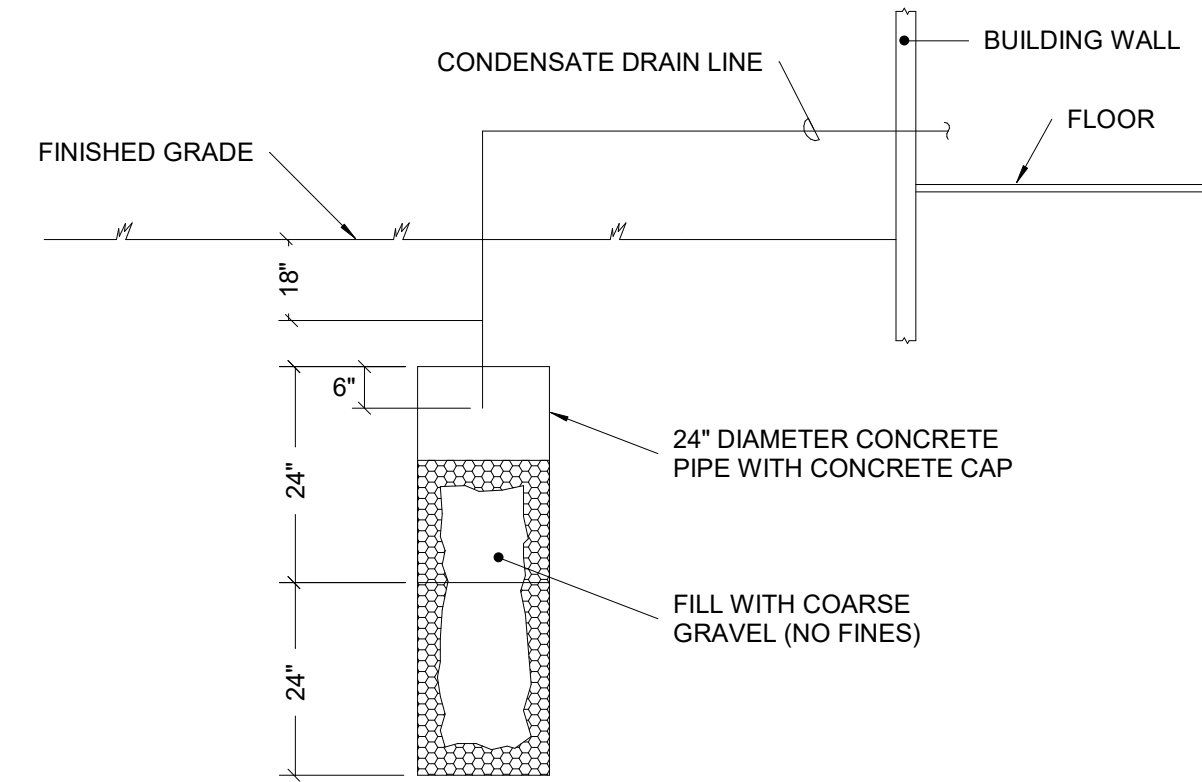 BUILDING WALL
CONDENSATE DRAIN LINE
FLOOR
FINISHED GRADE
18"
6"
24"
24" DIAMETER CONCRETE
PIPE WITH CONCRETE CAP
FILL WITH COARSE
GRAVEL (NO FINES)
24"